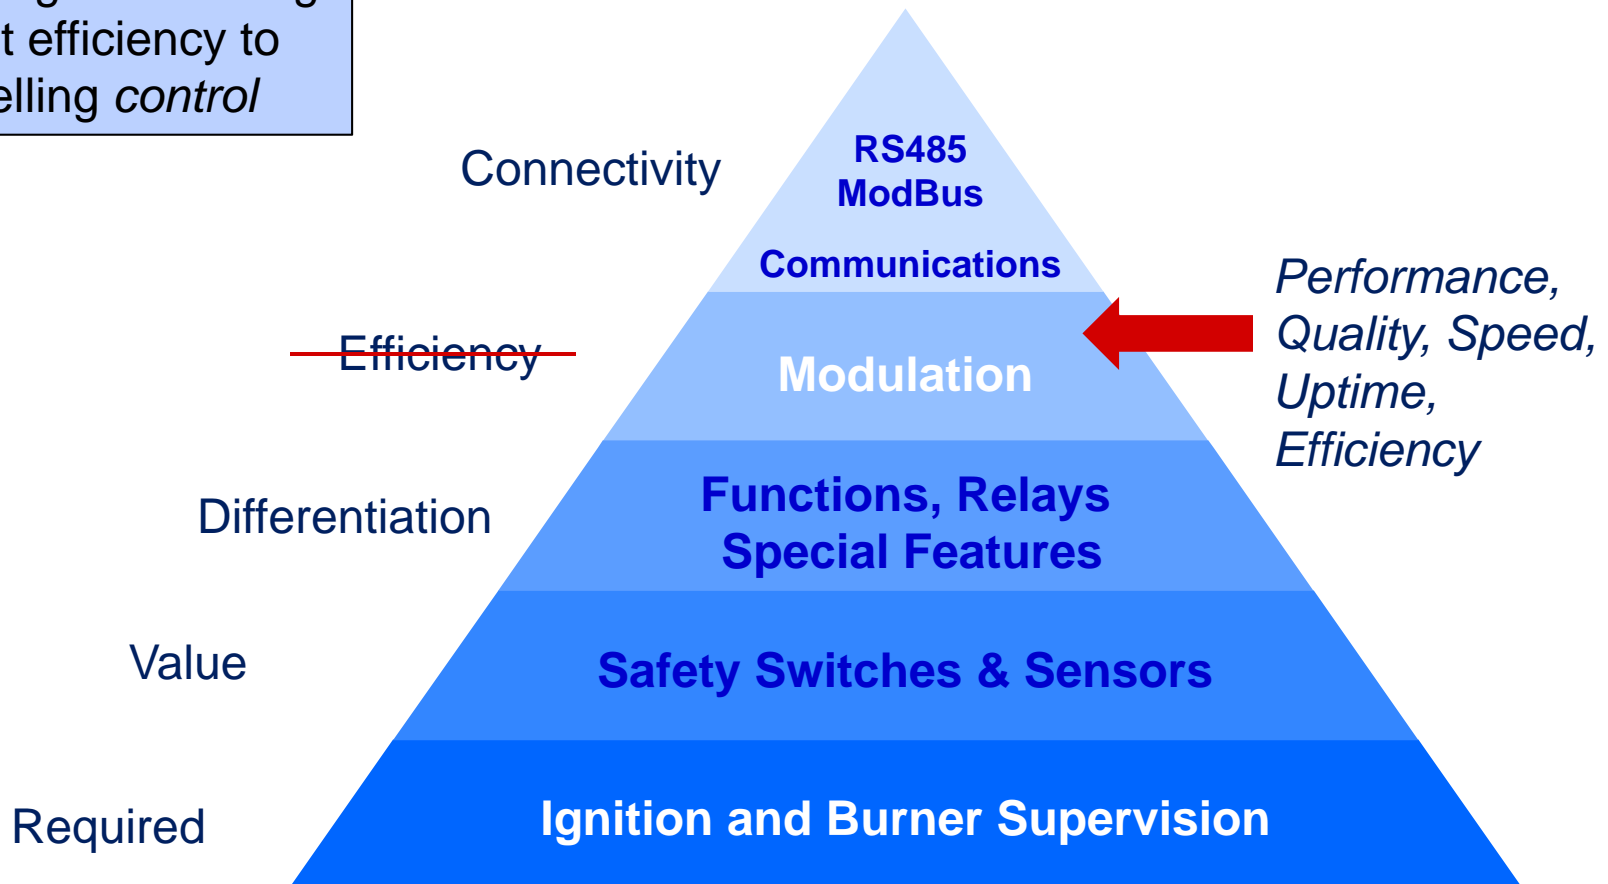 t efficiency to
elling control
Connectivity
RS485
ModBus
Communications
Efficiency
Modulation
Performance,
Quality, Speed,
Uptime,
Efficiency
Differentiation
Functions, Relays
Special Features
Value
Safety Switches & Sensors
Required
Ignition and Burner Supervision